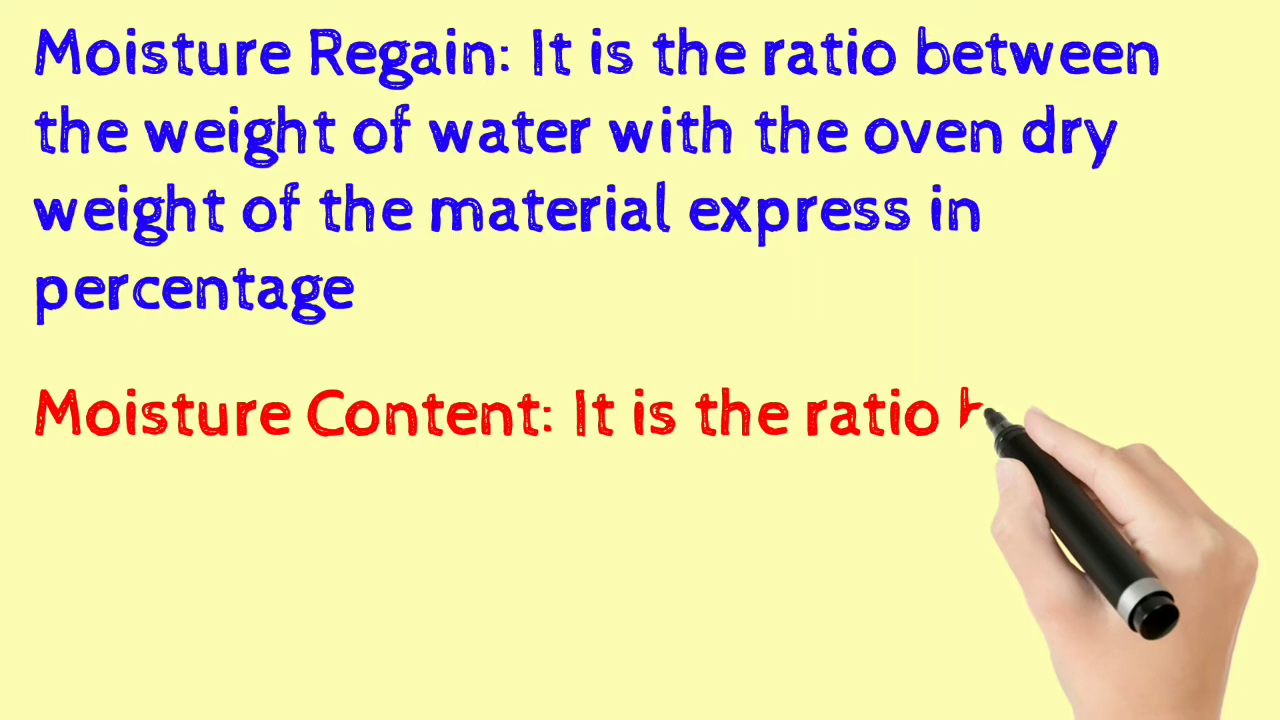 Moisture Regain: It is the ratio between
the weight of water with the oven dry
weight of the material express in
percentage
Moisture Content: It is the ratio